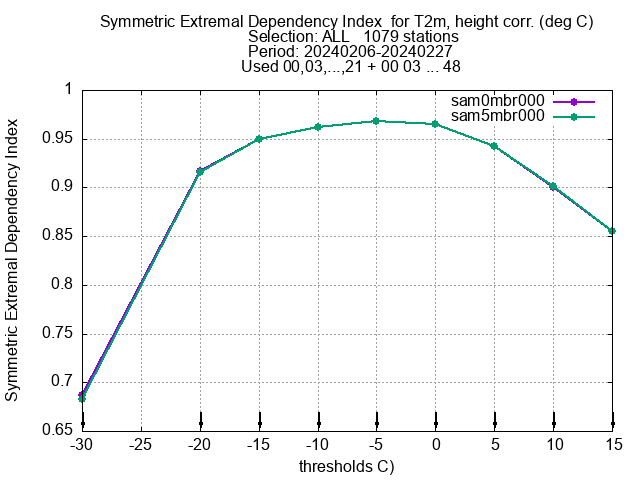 Symmetric Extremal Dependency Index  for T2m, height corr. (deg C)
Selection: ALL   1079 stations
Period: 20240206-20240227
Used 00,03,...,21 + 00 03 ... 48
sam0mbr000
sam5mbr000
Symmetric Extremal Dependency Index
1
0.95
0.9
0.85
0.8
0.75
0.7
0.65
-30 -25 -20 -15 -10 -5 0 5 10 15
thresholds C)